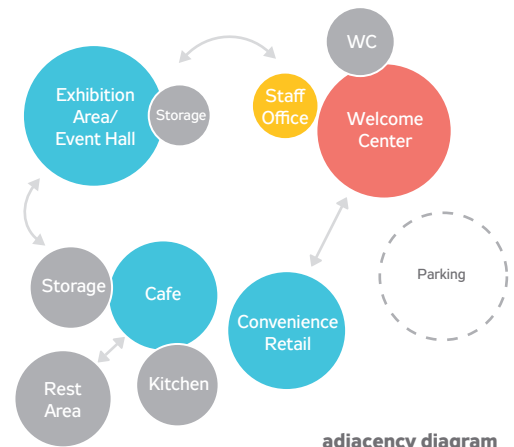 WC
Exhibition
Area/
Event Hall
Storage
Staff
Office
Welcome
Center
Parking
Storage
Cafe
Convenience
Retail
Rest
Area
Kitchen
adjacency diagram